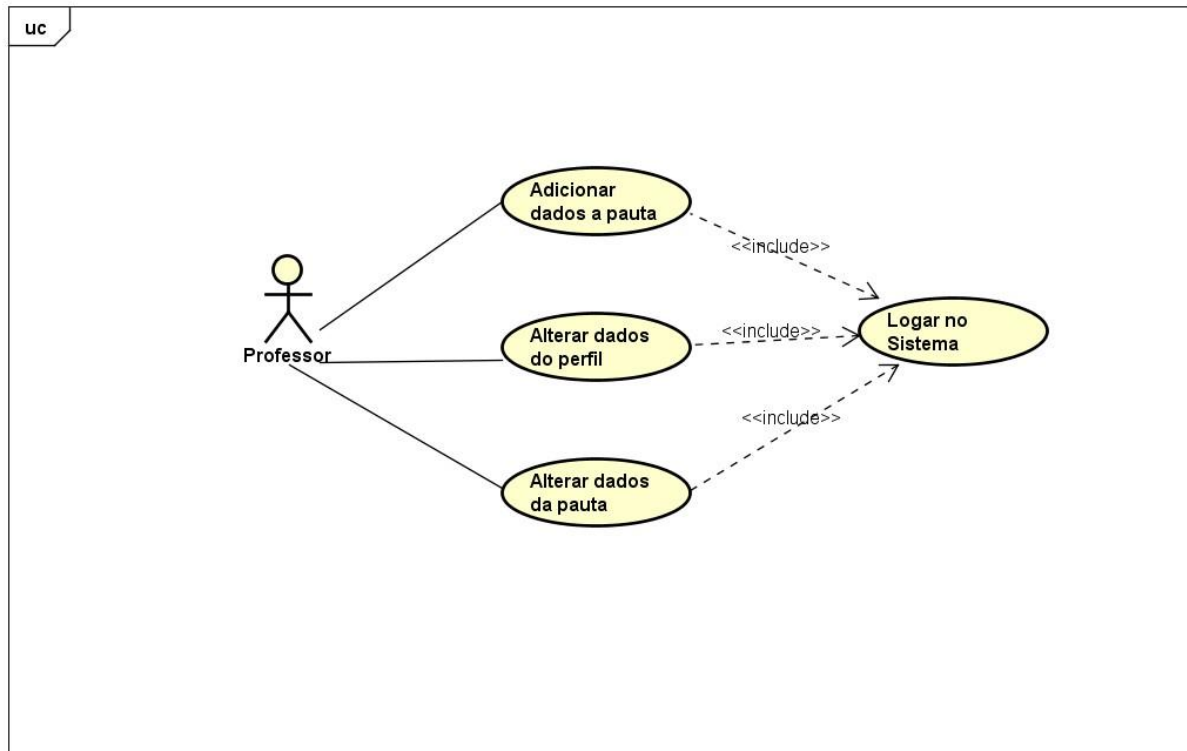 uc
Adicionar
dados a pauta
<<include>>
Professor
Alterar dados
do perfil
<<include>>
Logar no
Sistema
<<include>>
Alterar dados
da pauta